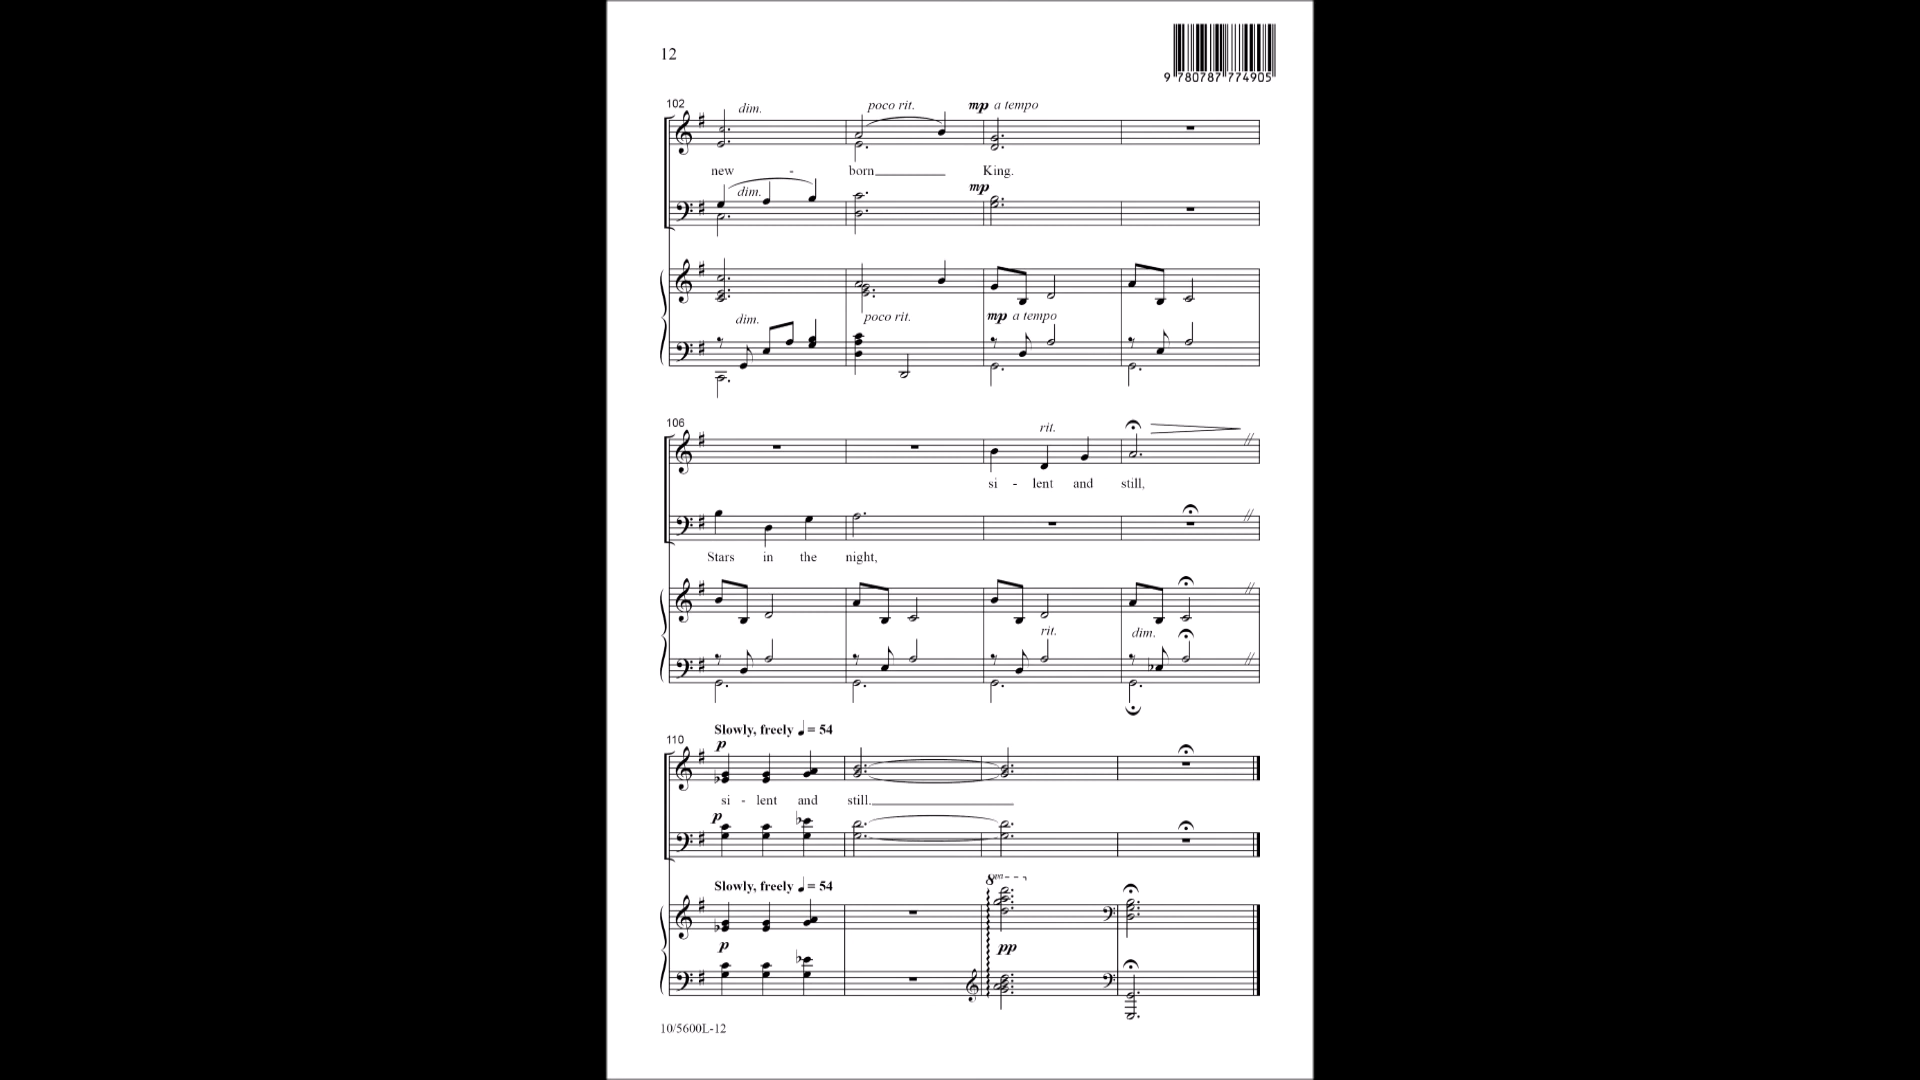 12
9 780787 774905
102
dim.
poco rit.
mp a tempo
new - born King.
dim.
mp
dim.
poco rit.
mp a tempo
106
rit.
si - lent and still,
Stars in the night,
rit.
dim.
Slowly, freely ♩ = 54
110
p
si - lent and still.
p
Slowly, freely ♩ = 54
8va
p
pp
10/5600L-12